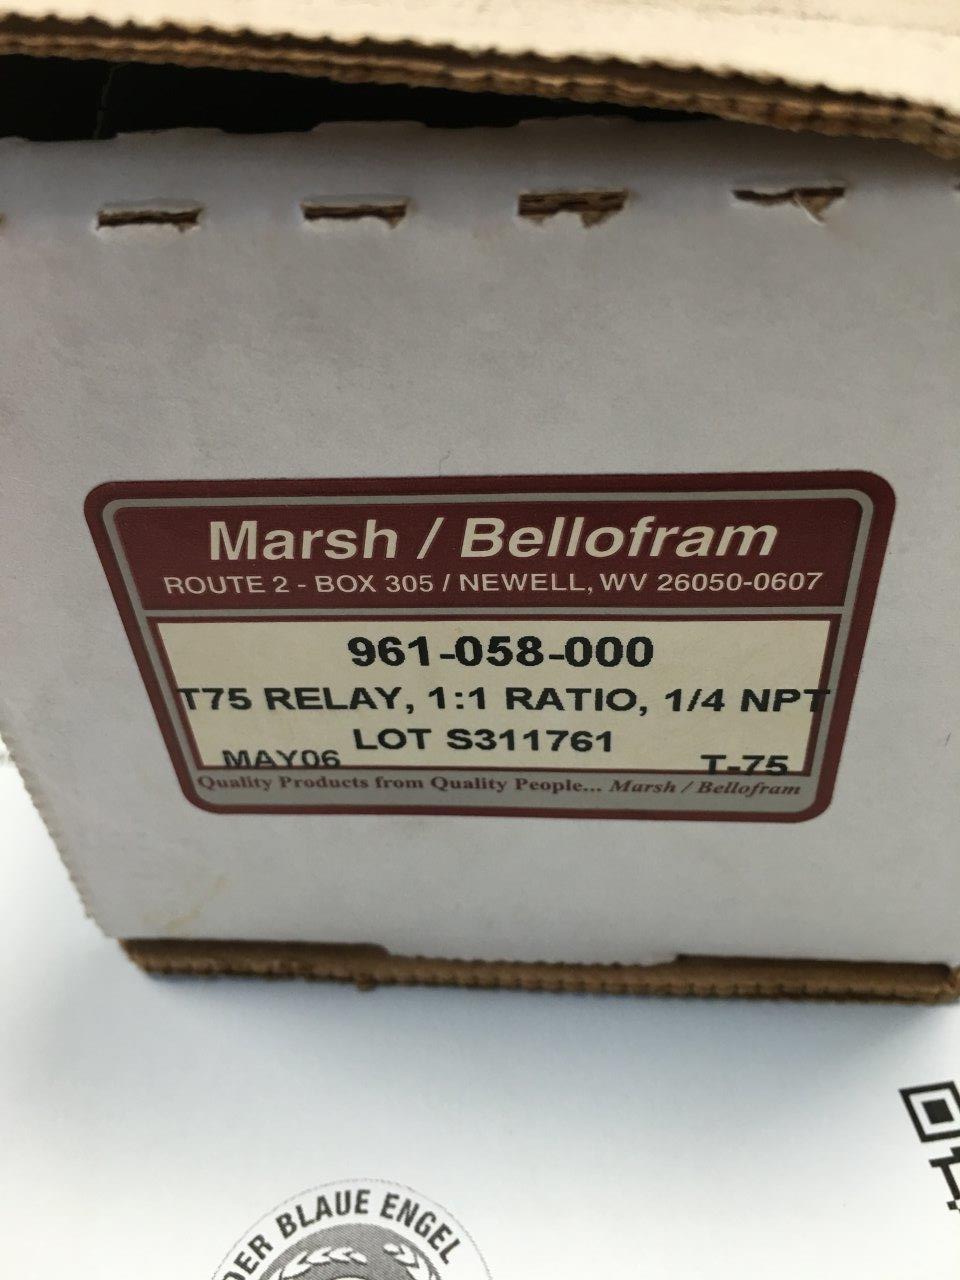 Marsh / Bellofram
ROUTE 2 - BOX 305 / NEWELL, WV 26050-0607
961-058-000
T75 RELAY, 1:1 RATIO, 1/4 NPT
LOT S311761
MAY06 T-75
Quality Products from Quality People... Marsh / Bellofram
DER BLAUE ENGEL